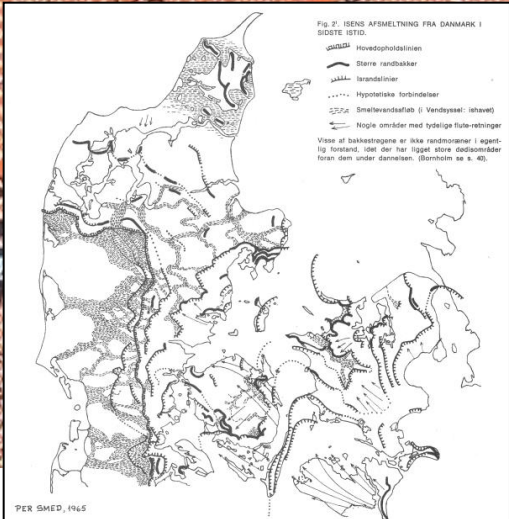 Fig. 2'. ISENS AFSMELTNING FRA DANMARK I
SIDSTE ISTID.
Hovedopholdslinien
Større randbakker
Israndslinier
Hypotetiske forbindelser
Smeltevandsafløb (i Vendsyssel: ishavet)
Nogle områder med tydelige flute-retninger
Visse af bakkestrøgene er ikke randmoræner i egent-
lig forstand, idet der har ligget store dødisområder
foran dem under dannelsen. (Bornholm se s. 40).
PER SMED, 1965